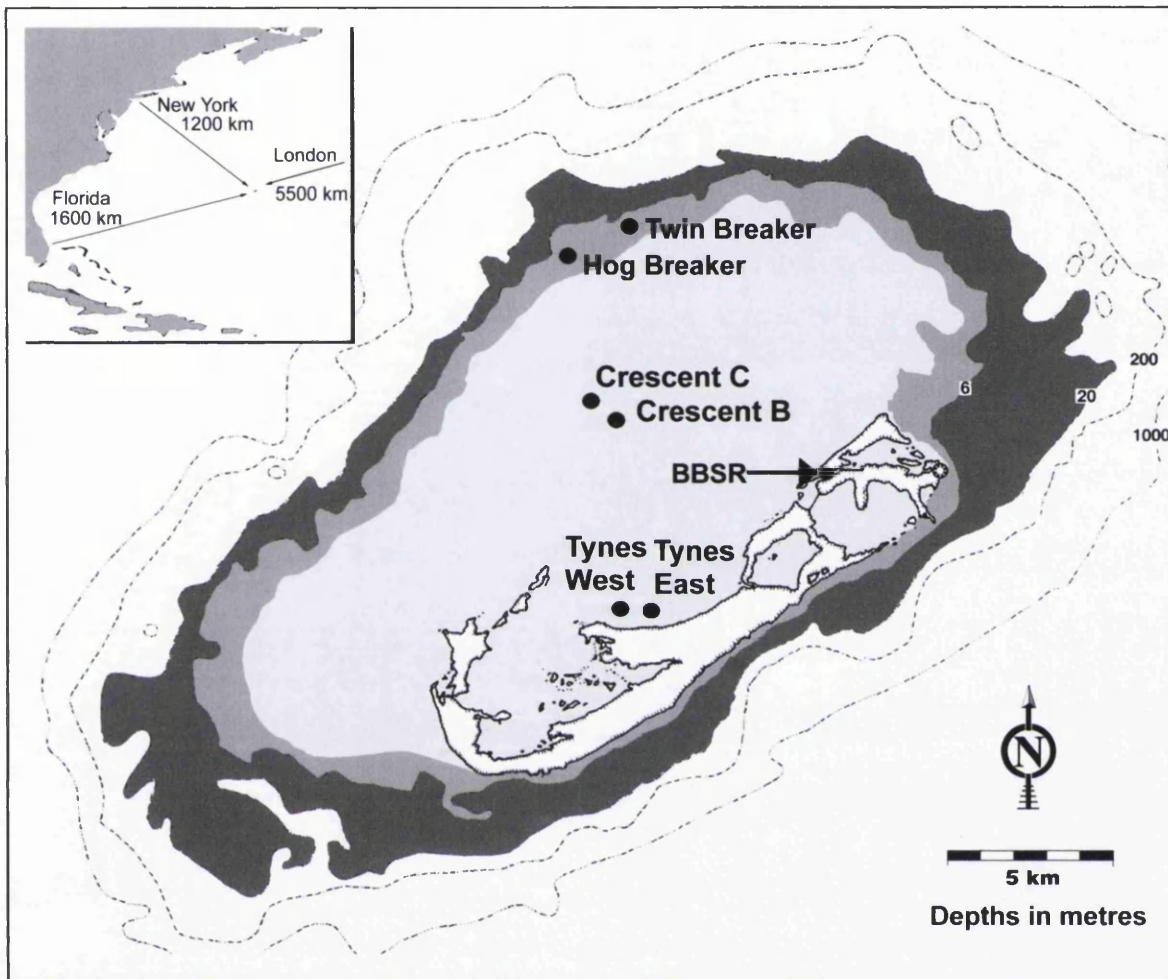 New York
1200 km
London
5500 km
Florida
1600 km
Twin Breaker
Hog Breaker
Crescent C
Crescent B
BBSR
Tynes West
Tynes East
6
20
200
1000
N
5 km
Depths in metres